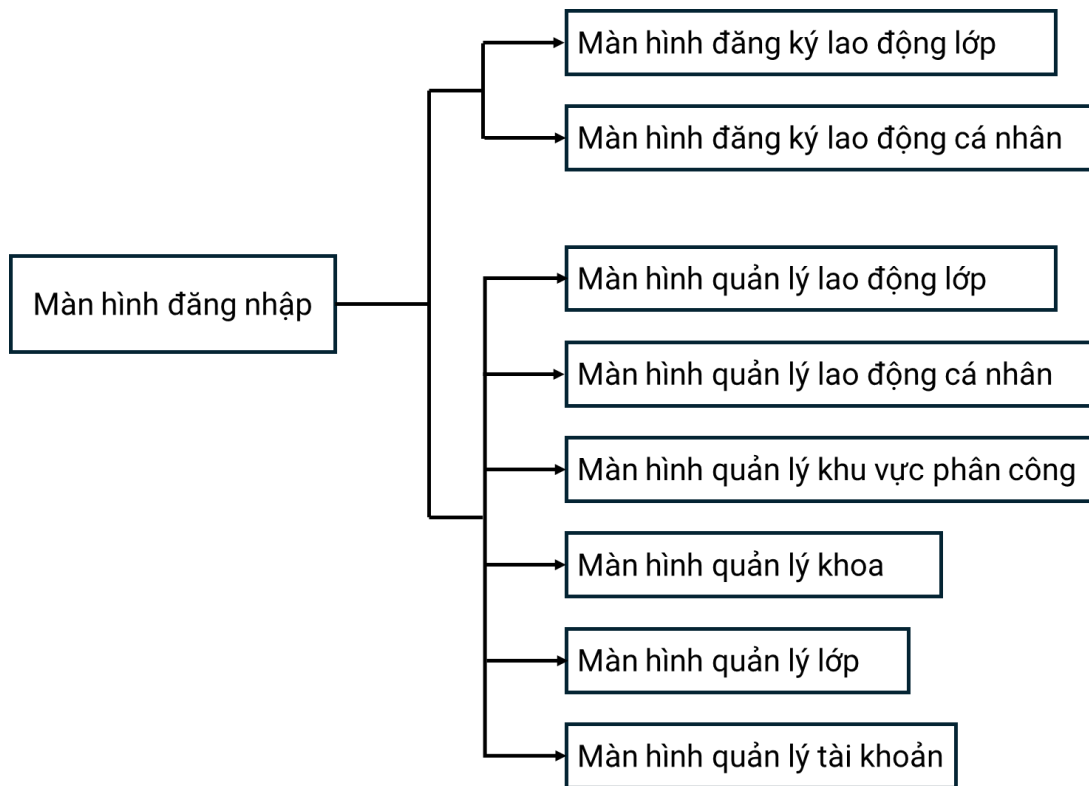 Màn hình đăng ký lao động lớp
Màn hình đăng ký lao động cá nhân
Màn hình đăng nhập
Màn hình quản lý lao động lớp
Màn hình quản lý lao động cá nhân
Màn hình quản lý khu vực phân công
Màn hình quản lý khoa
Màn hình quản lý lớp
Màn hình quản lý tài khoản